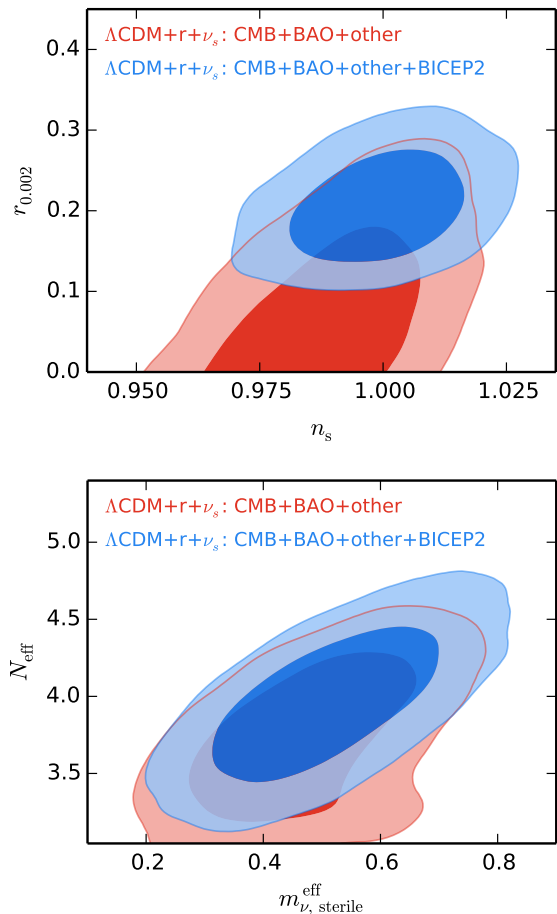 ΛCDM+r+νs: CMB+BAO+other
ΛCDM+r+νs: CMB+BAO+other+BICEP2
0.4
0.3
0.2
0.1
0.0
r0.002
0.950 0.975 1.000 1.025
ns
ΛCDM+r+νs: CMB+BAO+other
ΛCDM+r+νs: CMB+BAO+other+BICEP2
5.0
4.5
4.0
3.5
Neff
0.2 0.4 0.6 0.8
m eff ν, sterile